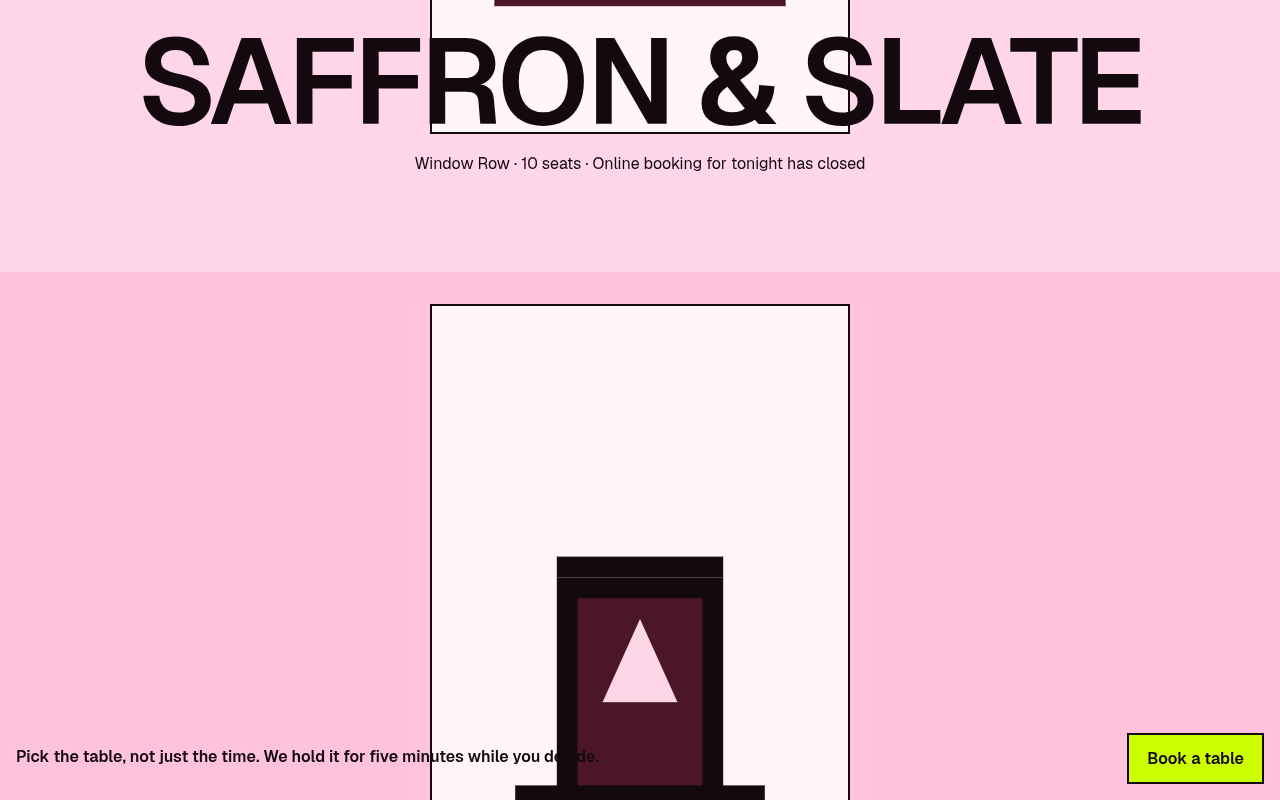 SAFFRON & SLATE
Window Row · 10 seats · Online booking for tonight has closed
Pick the table, not just the time. We hold it for five minutes while you decide.
Book a table